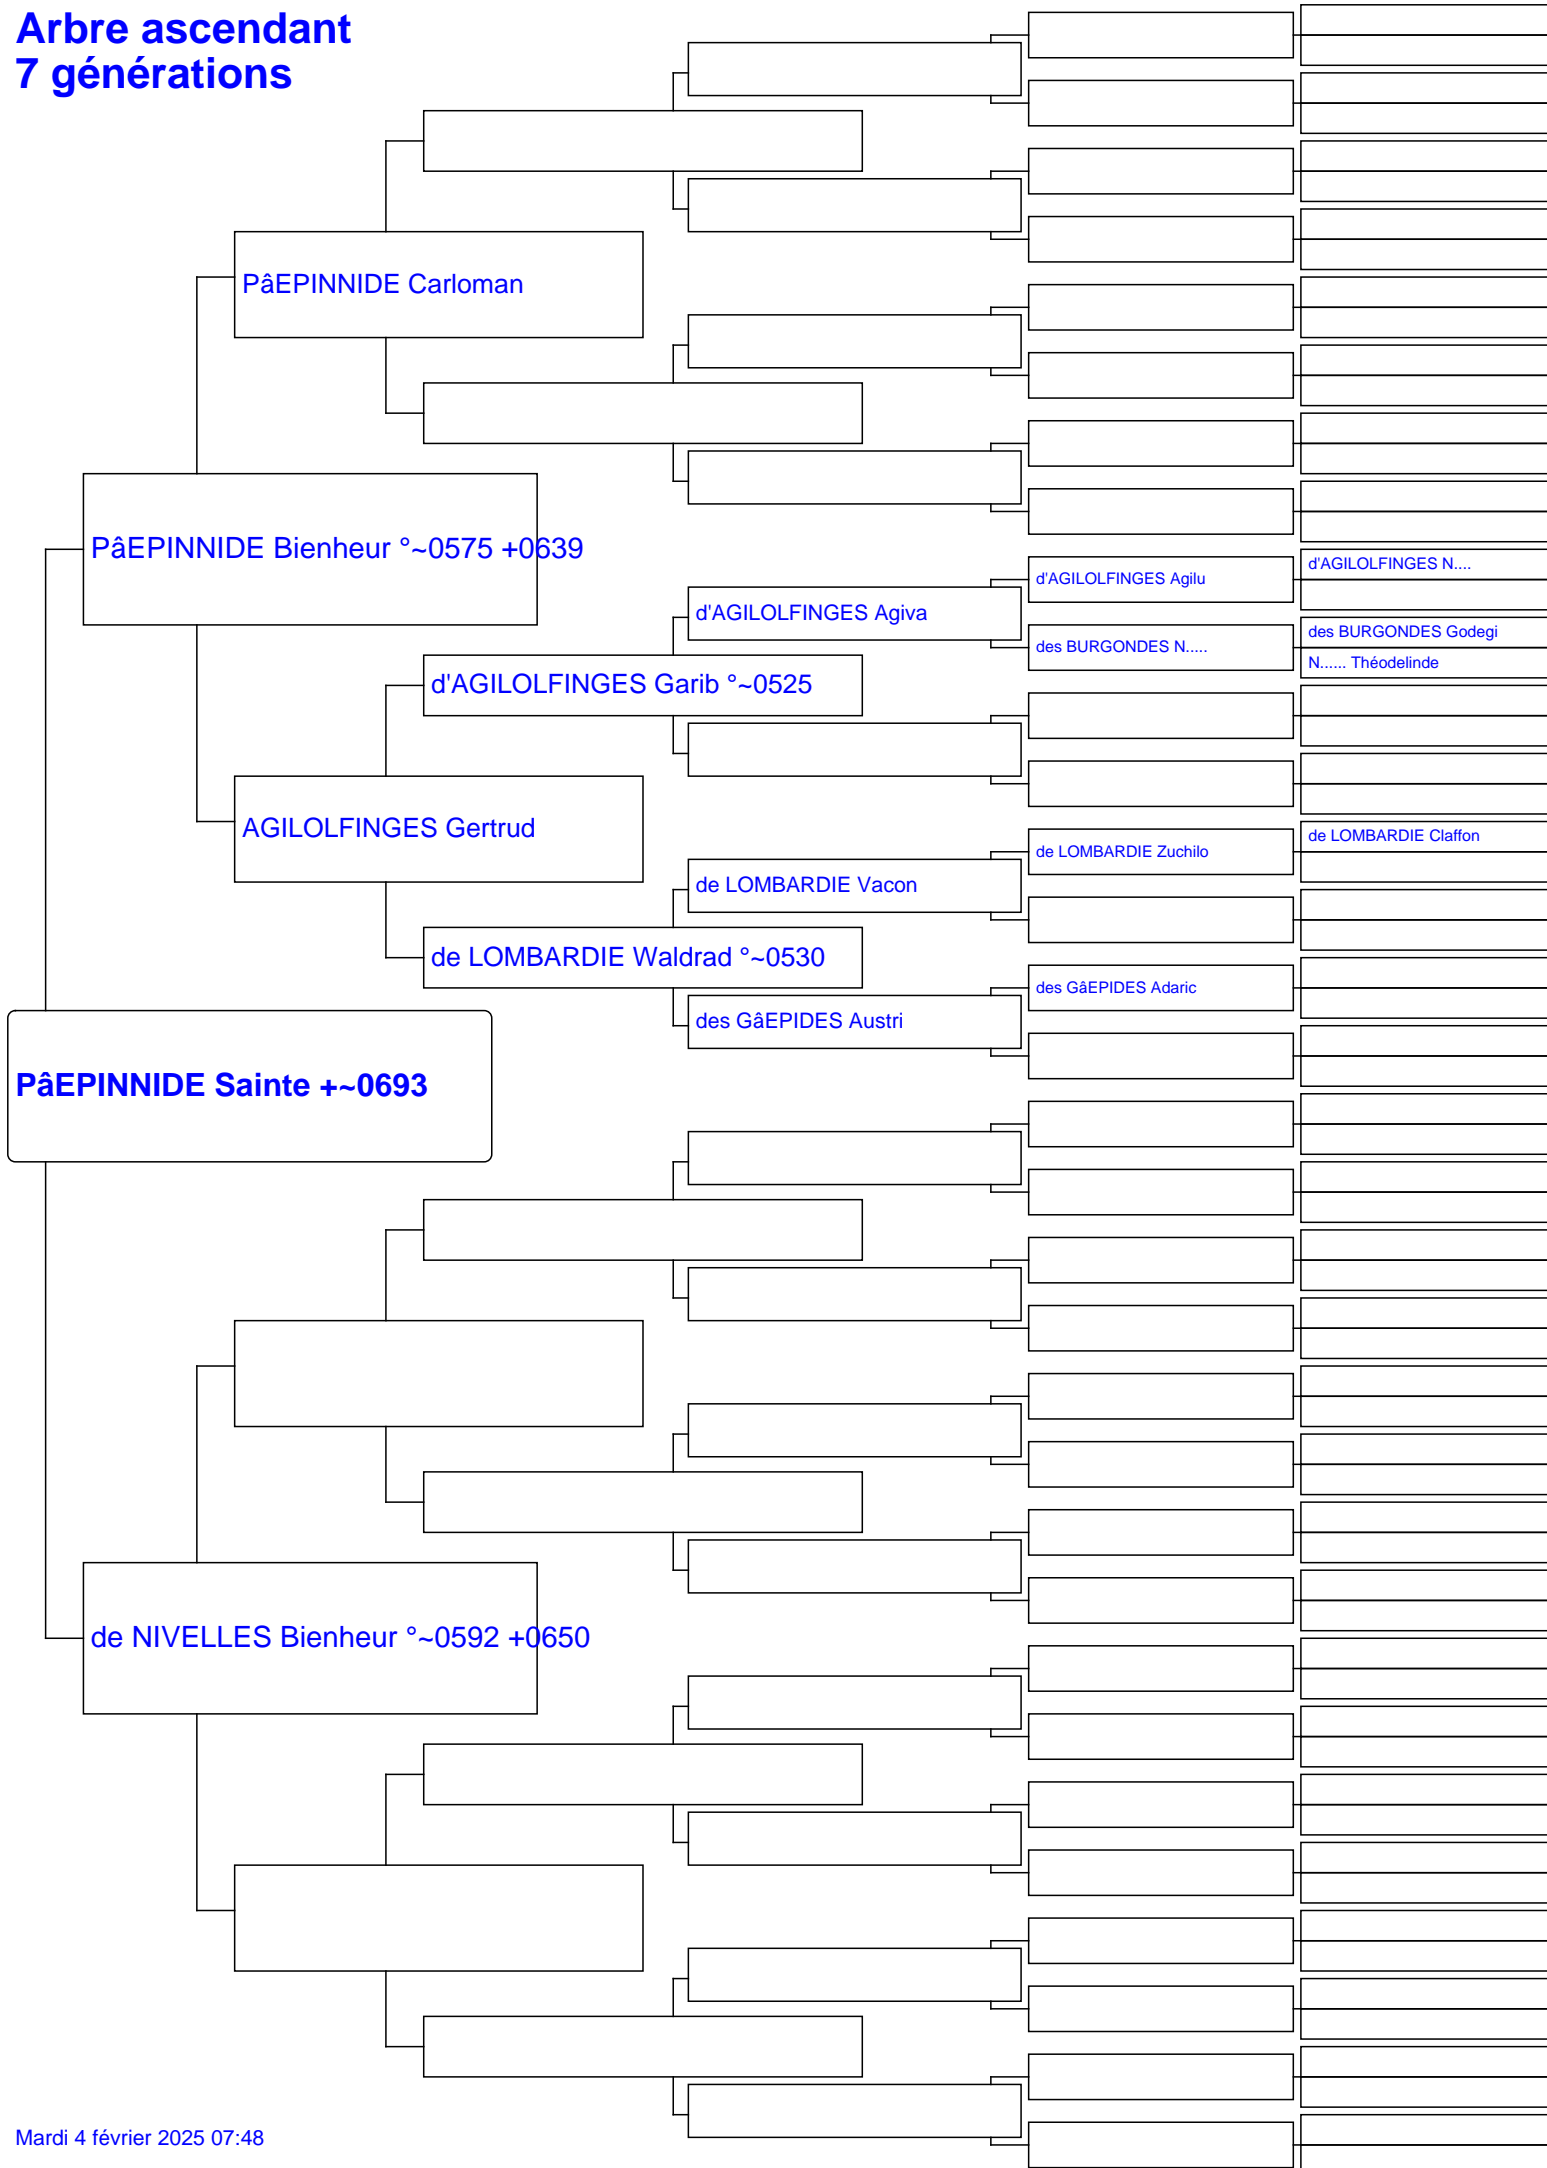 Arbre ascendant
7 générations
PâEPINNIDE Carloman
PâEPINNIDE Bienheur °~0575 +0639
d'AGILOLFINGES Agilu
d'AGILOLFINGES N....
d'AGILOLFINGES Agiva
des BURGONDES N.....
des BURGONDES Godegi
N...... Théodelinde
d'AGILOLFINGES Garib °~0525
AGILOLFINGES Gertrud
de LOMBARDIE Zuchilo
de LOMBARDIE Claffon
de LOMBARDIE Vacon
de LOMBARDIE Waldrad °~0530
des GâEPIDES Adaric
des GâEPIDES Austri
PâEPINNIDE Sainte +~0693
de NIVELLES Bienheur °~0592 +0650
Mardi 4 février 2025 07:48